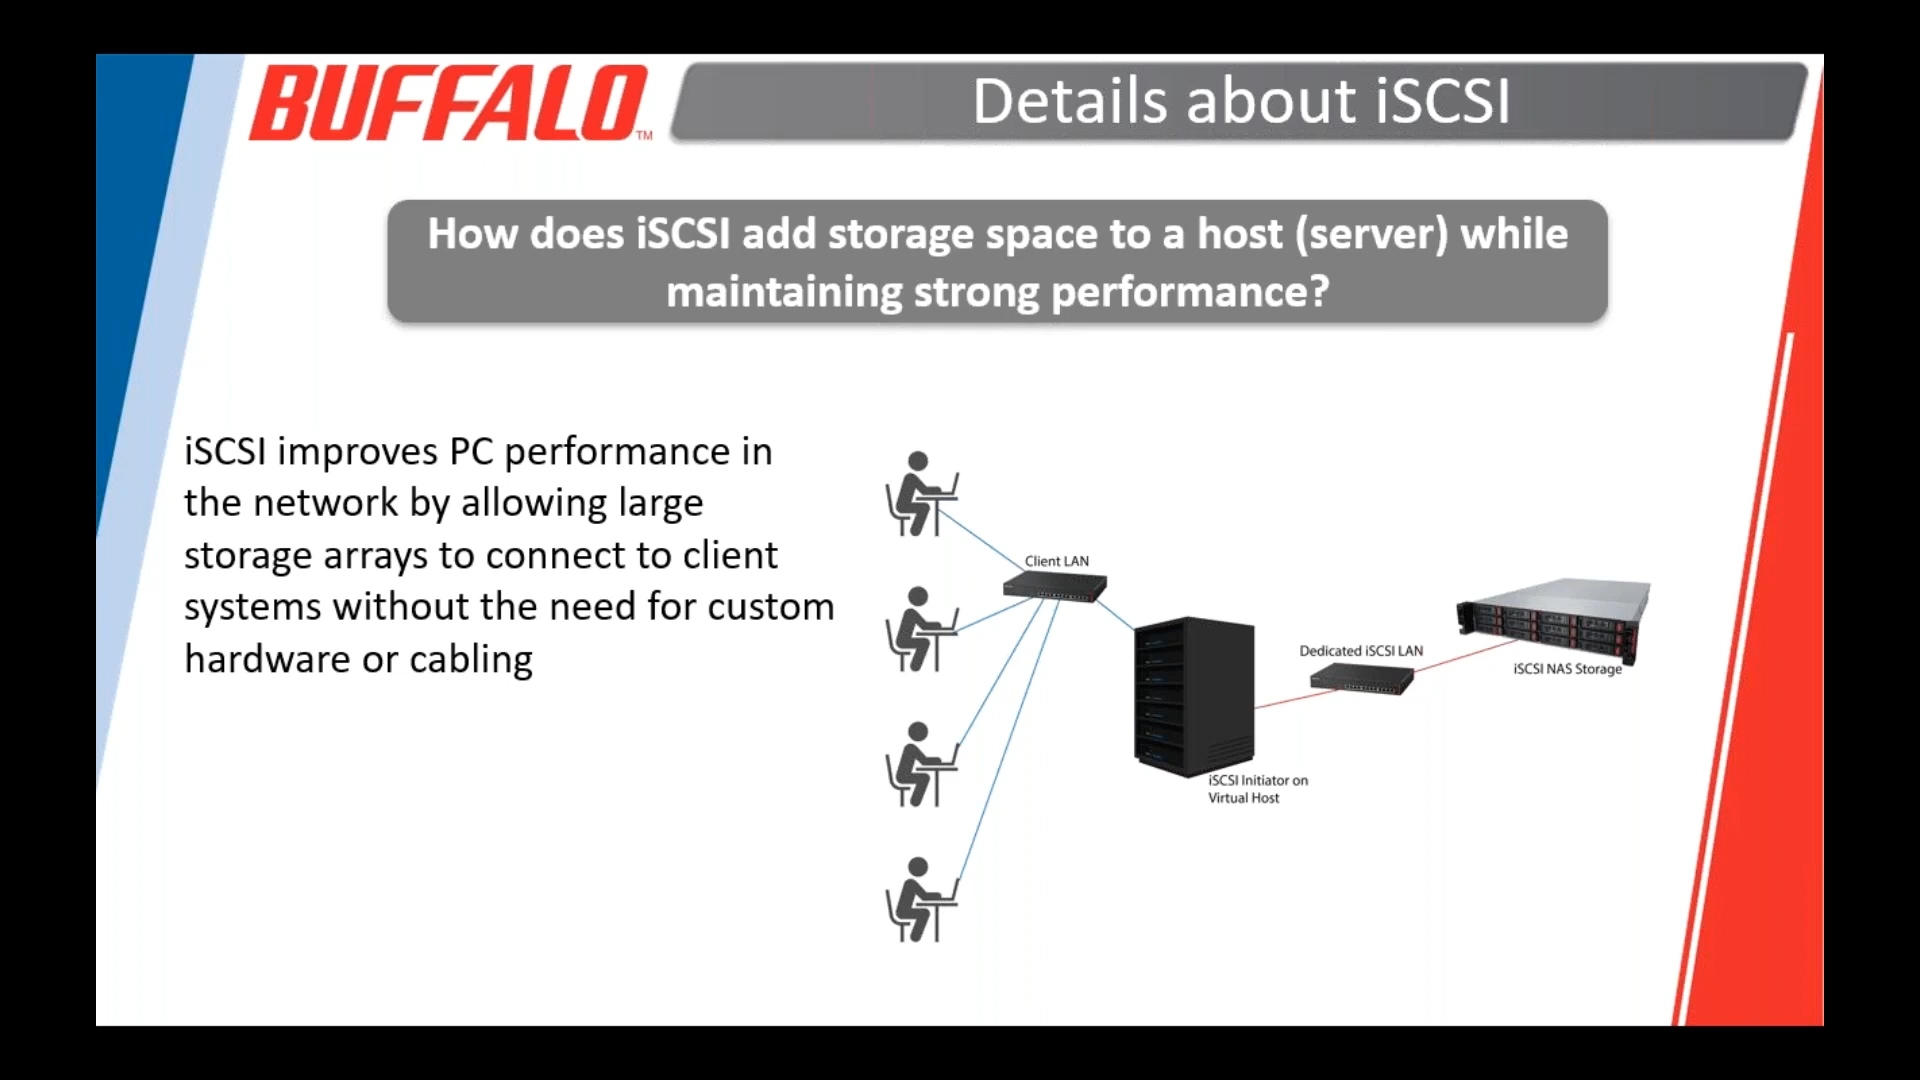 BUFFALO™
Details about iSCSI
How does iSCSI add storage space to a host (server) while
maintaining strong performance?
iSCSI improves PC performance in
the network by allowing large
storage arrays to connect to client
systems without the need for custom
hardware or cabling
Client LAN
Dedicated iSCSI LAN
iSCSI NAS Storage
iSCSI Initiator on
Virtual Host